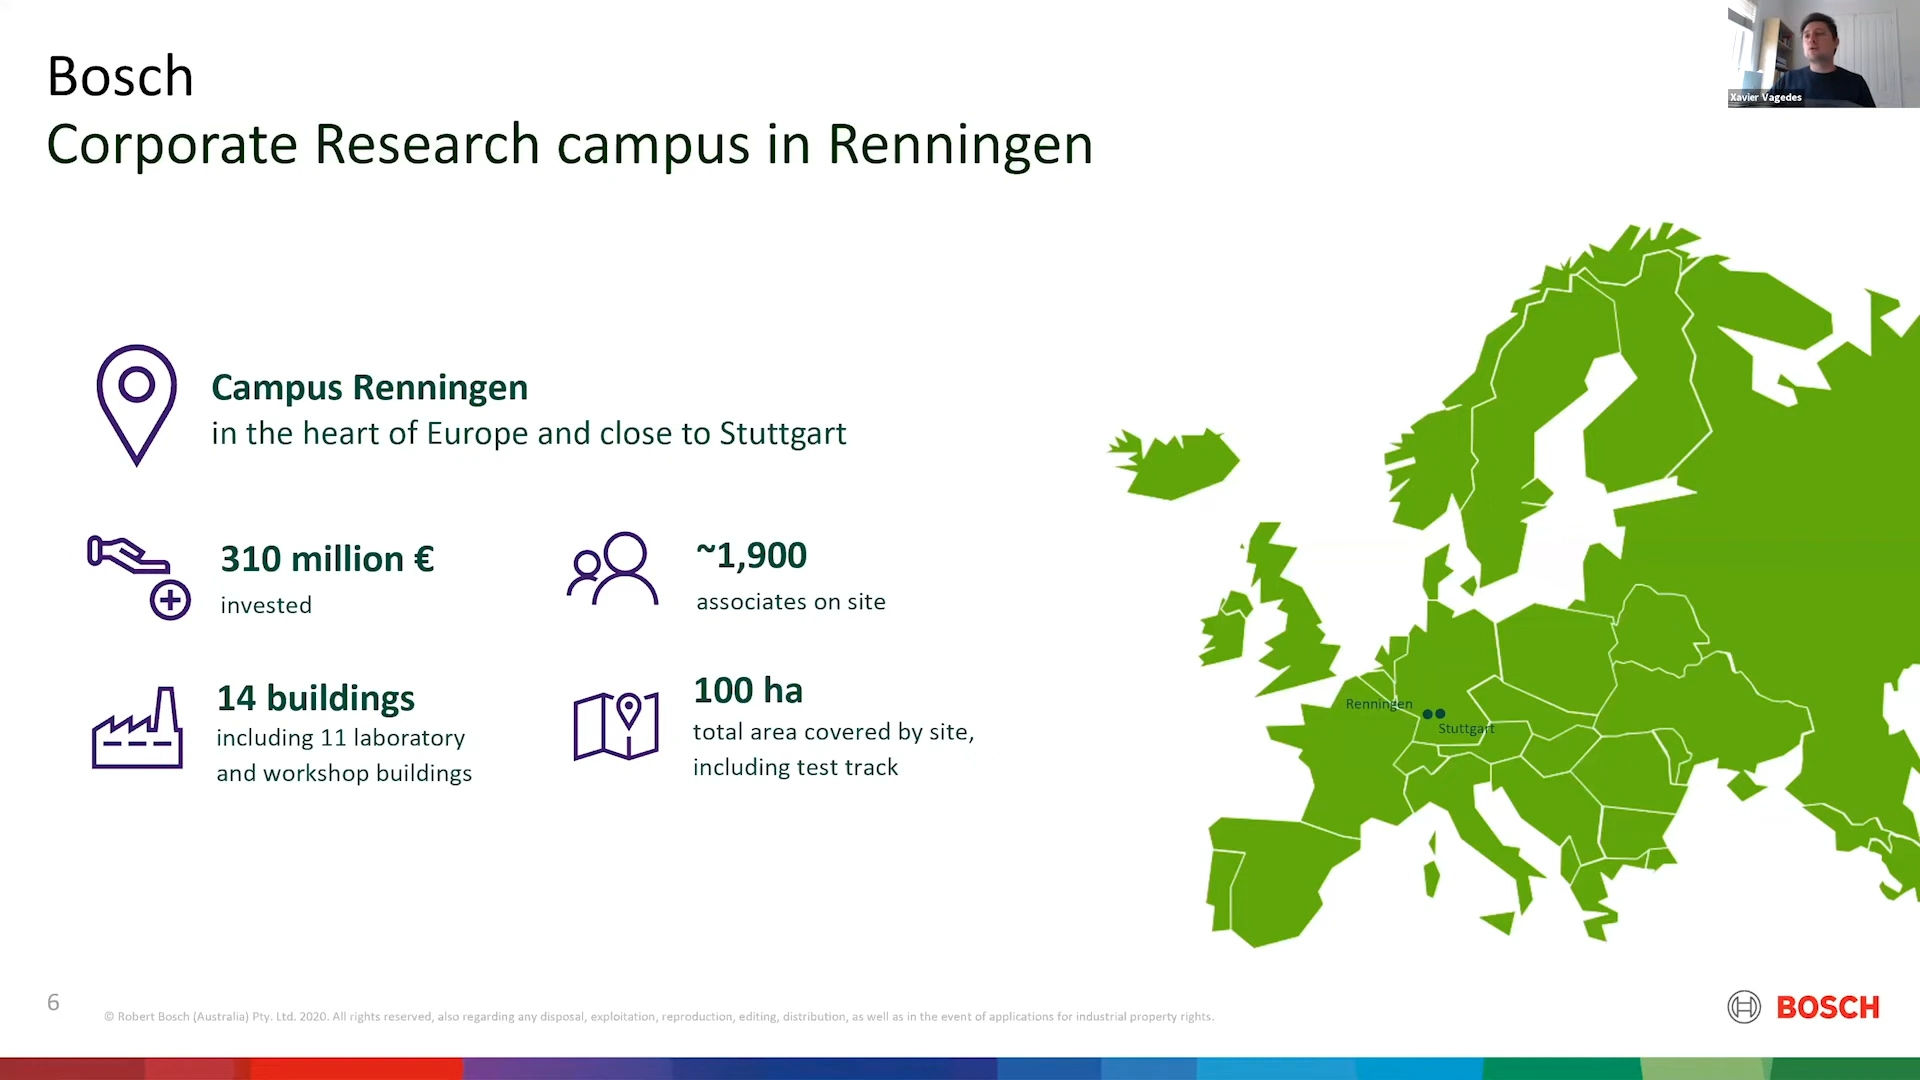 Bosch
Corporate Research campus in Renningen
Xavier Vagedes
Campus Renningen
in the heart of Europe and close to Stuttgart
310 million €
invested
~1,900
associates on site
14 buildings
including 11 laboratory
and workshop buildings
100 ha
total area covered by site,
including test track
Renningen
Stuttgart
6
© Robert Bosch (Australia) Pty. Ltd. 2020. All rights reserved, also regarding any disposal, exploitation, reproduction, editing, distribution, as well as in the event of applications for industrial property rights.
BOSCH